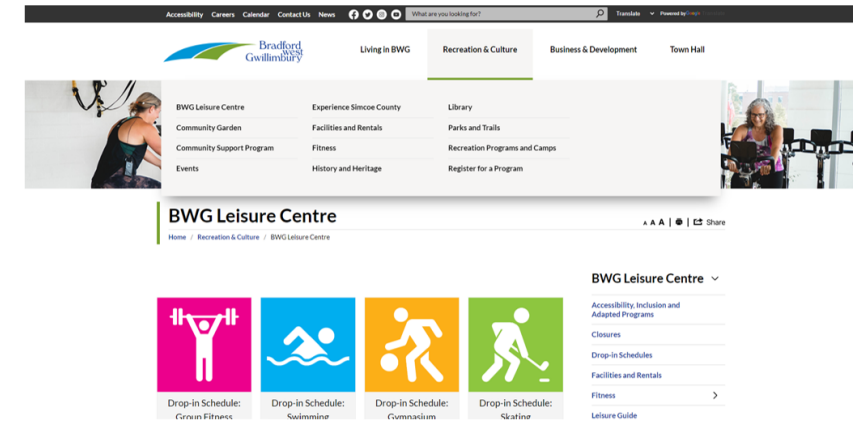 Accessibility Careers Calendar Contact Us News What are you looking for? Translate Powered by
Bradford
west
Gwillimbury
Living in BWG Recreation & Culture Business & Development Town Hall
BWG Leisure Centre Experience Simcoe County Library
Community Garden Facilities and Rentals Parks and Trails
Community Support Program Fitness Recreation Programs and Camps
Events History and Heritage Register for a Program
BWG Leisure Centre
A A A | | Share
Home / Recreation & Culture / BWG Leisure Centre
BWG Leisure Centre
Accessibility, Inclusion and
Adapted Programs
Closures
Drop-in Schedules
Facilities and Rentals
Fitness
Leisure Guide
Drop-in Schedule: Drop-in Schedule: Drop-in Schedule: Drop-in Schedule:
Group Fitness Swimming Gymnasium Skating